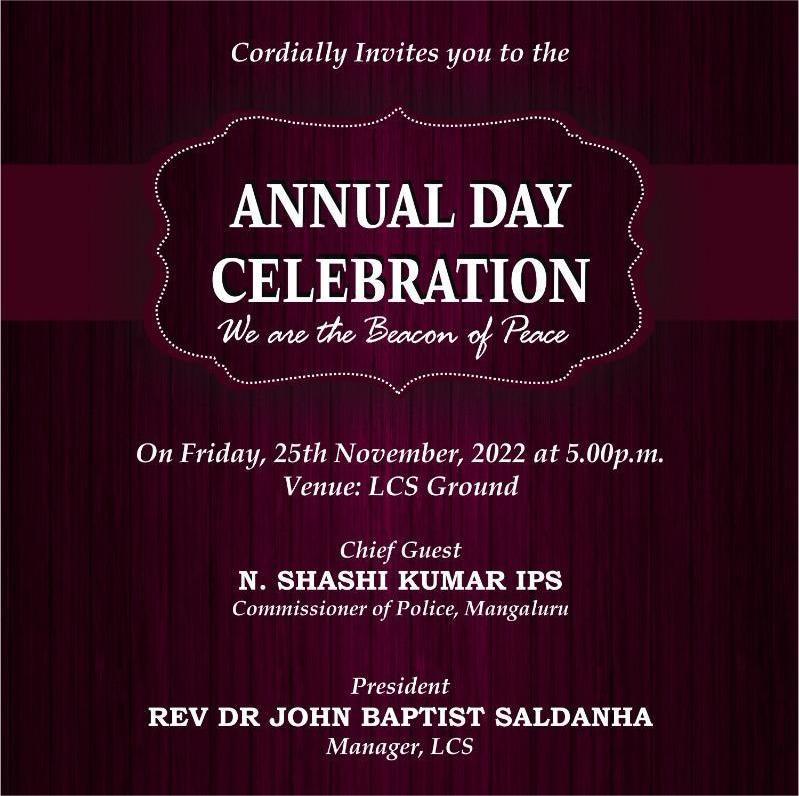 Cordially Invites you to the
ANNUAL DAY
CELEBRATION
We are the Beacon of Peace
On Friday, 25th November, 2022 at 5.00p.m.
Venue: LCS Ground
Chief Guest
N. SHASHI KUMAR IPS
Commissioner of Police, Mangaluru
President
REV DR JOHN BAPTIST SALDANHA
Manager, LCS